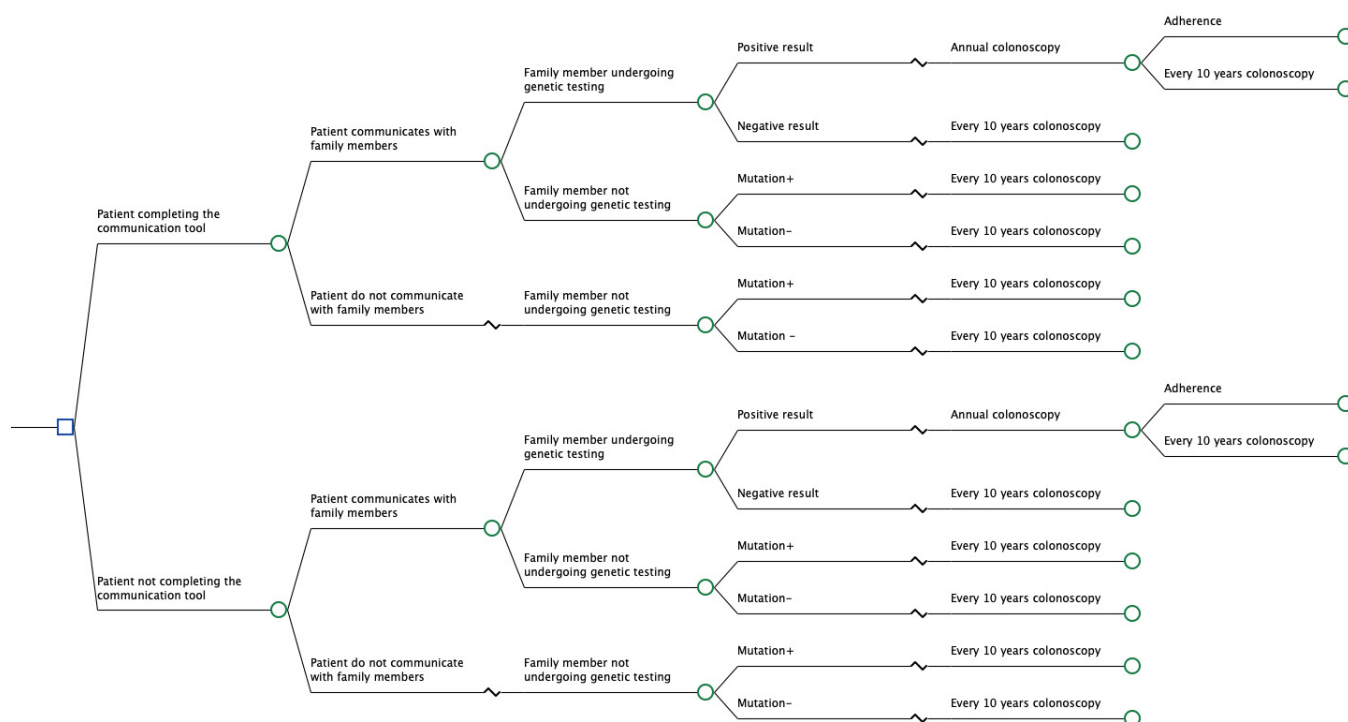 Adherence
Positive result
Annual colonoscopy
Every 10 years colonoscopy
Family member undergoing
genetic testing
Patient communicates with
family members
Negative result
Every 10 years colonoscopy
Family member not
undergoing genetic testing
Mutation+
Every 10 years colonoscopy
Mutation-
Every 10 years colonoscopy
Patient completing the
communication tool
Patient do not communicate
with family members
Family member not
undergoing genetic testing
Mutation+
Every 10 years colonoscopy
Mutation -
Every 10 years colonoscopy
Adherence
Positive result
Annual colonoscopy
Every 10 years colonoscopy
Family member undergoing
genetic testing
Patient communicates with
family members
Negative result
Every 10 years colonoscopy
Family member not
undergoing genetic testing
Mutation+
Every 10 years colonoscopy
Mutation-
Every 10 years colonoscopy
Patient not completing the
communication tool
Patient do not communicate
with family members
Family member not
undergoing genetic testing
Mutation+
Every 10 years colonoscopy
Mutation-
Every 10 years colonoscopy